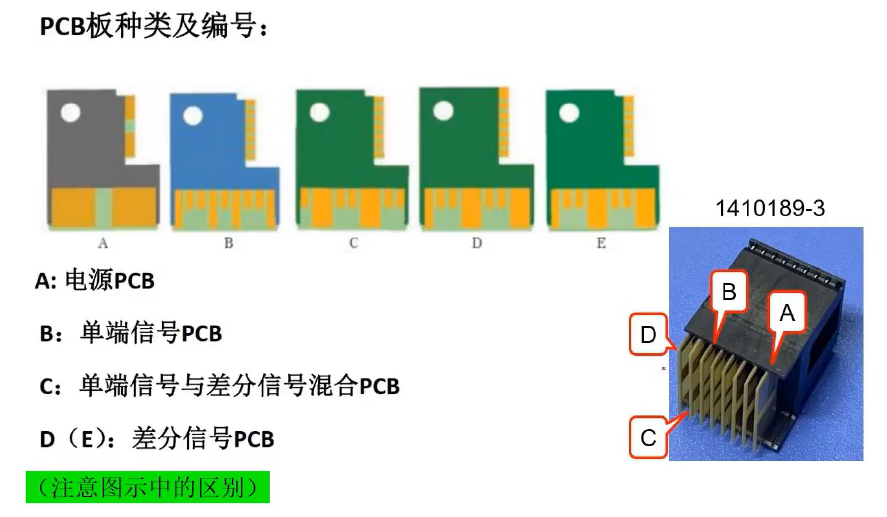 PCB板种类及编号：
A
B
C
D
E
1410189-3
A: 电源PCB
B：单端信号PCB
C：单端信号与差分信号混合PCB
D（E）：差分信号PCB
（注意图示中的区别）
B
A
D
C